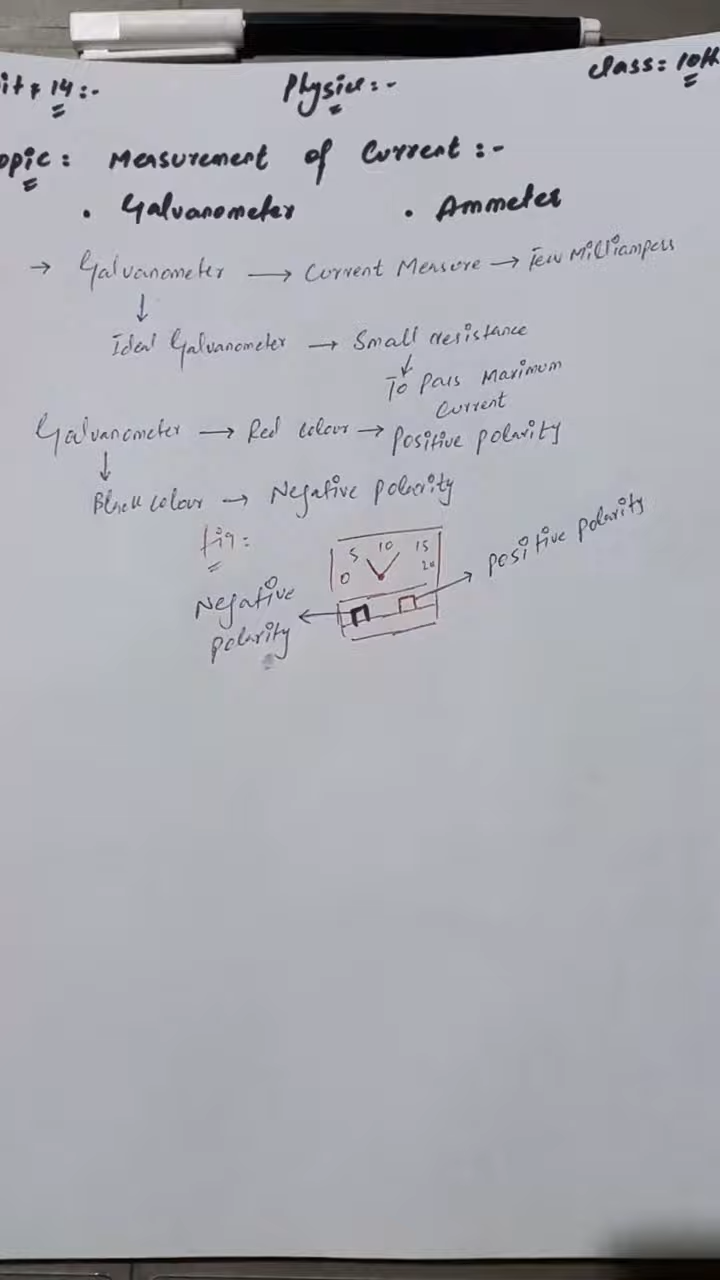 it # 14 :-
Physics :-
class: 10th
opic : Measurement of Current :-
• Galvanometer • Ammeter
→ Galvanometer → Current Measure → Few Milliampers
↓
Ideal Galvanometer → Small resistance
↓
To Pass Maximum
Current
Galvanometer → Red colour → Positive polarity
↓
Black colour → Negative polarity
fig :
0 5 10 15 20
Positive polarity
Negative
polarity